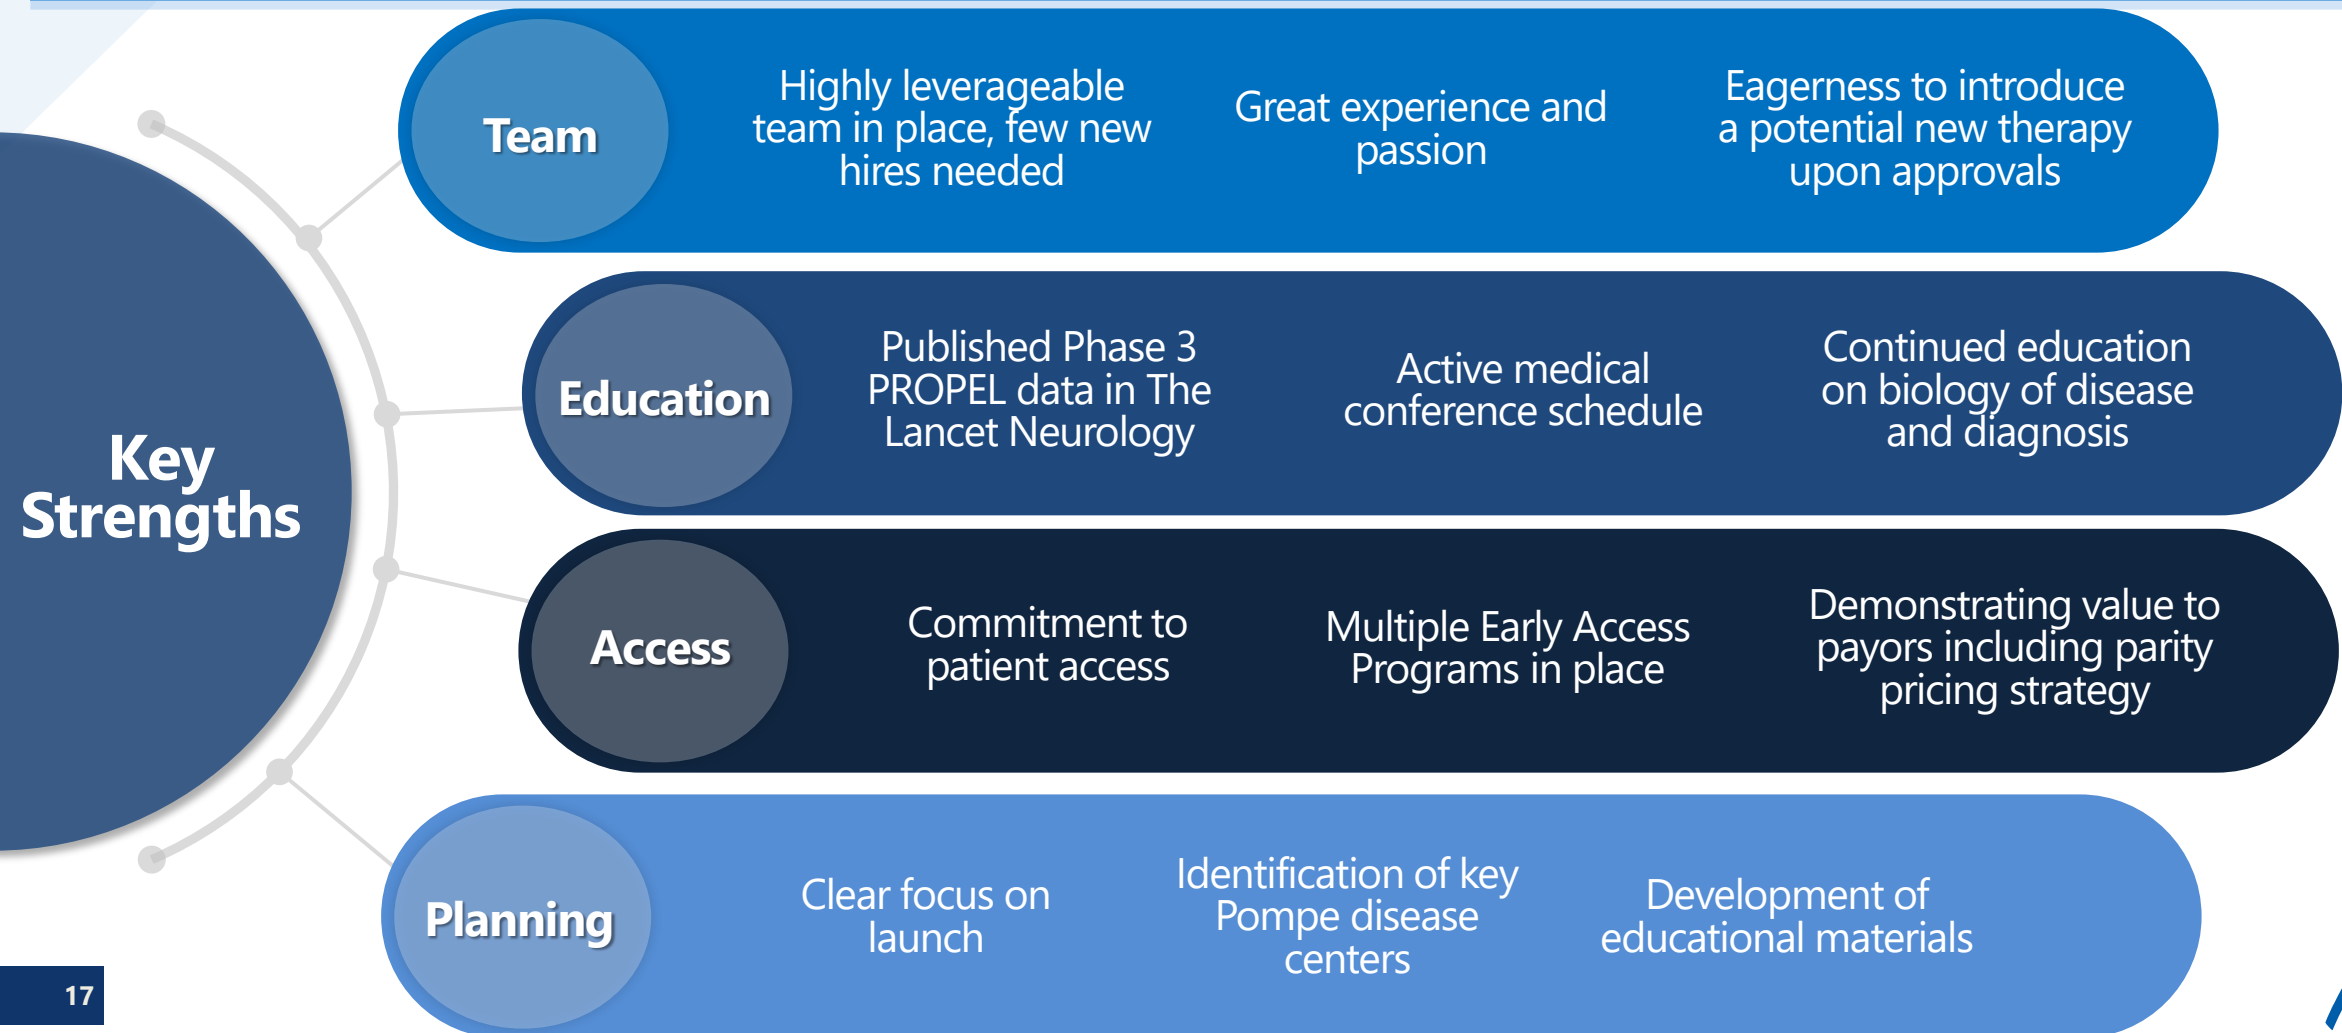 Key
Strengths
Team
Highly leverageable
team in place, few new
hires needed
Great experience and
passion
Eagerness to introduce
a potential new therapy
upon approvals
Education
Published Phase 3
PROPEL data in The
Lancet Neurology
Active medical
conference schedule
Continued education
on biology of disease
and diagnosis
Access
Commitment to
patient access
Multiple Early Access
Programs in place
Demonstrating value to
payors including parity
pricing strategy
Planning
Clear focus on
launch
Identification of key
Pompe disease
centers
Development of
educational materials
17